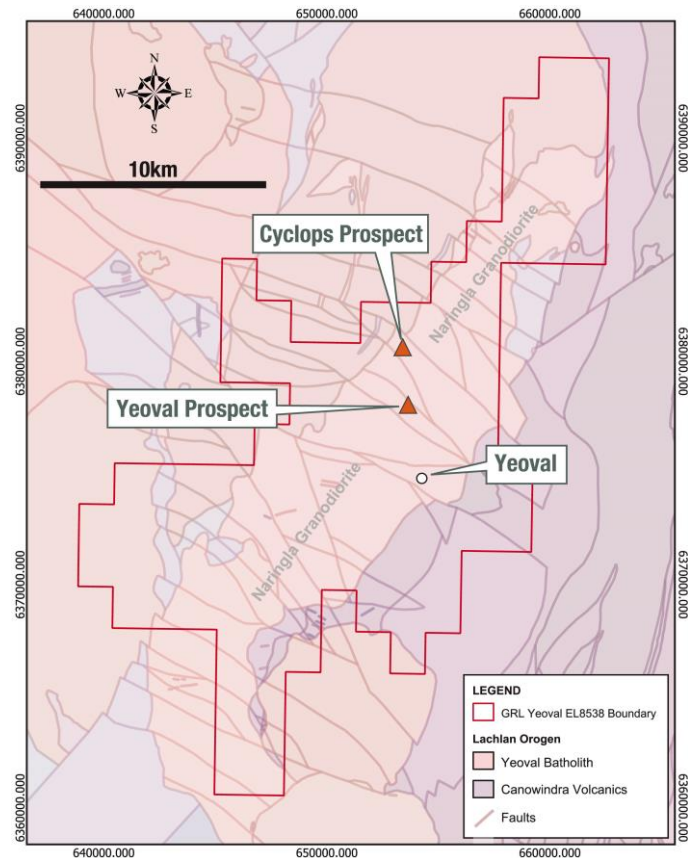 640000.000
650000.000
660000.000
N
W
E
S
10km
6390000.000
6390000.000
Cyclops Prospect
Naringla Granodiorite
6380000.000
6380000.000
Yeoval Prospect
Yeoval
Naringla Granodiorite
6370000.000
6370000.000
LEGEND
GRL Yeoval EL8538 Boundary
Lachlan Orogen
Yeoval Batholith
Canowindra Volcanics
Faults
6360000.000
6360000.000
640000.000
650000.000
660000.000